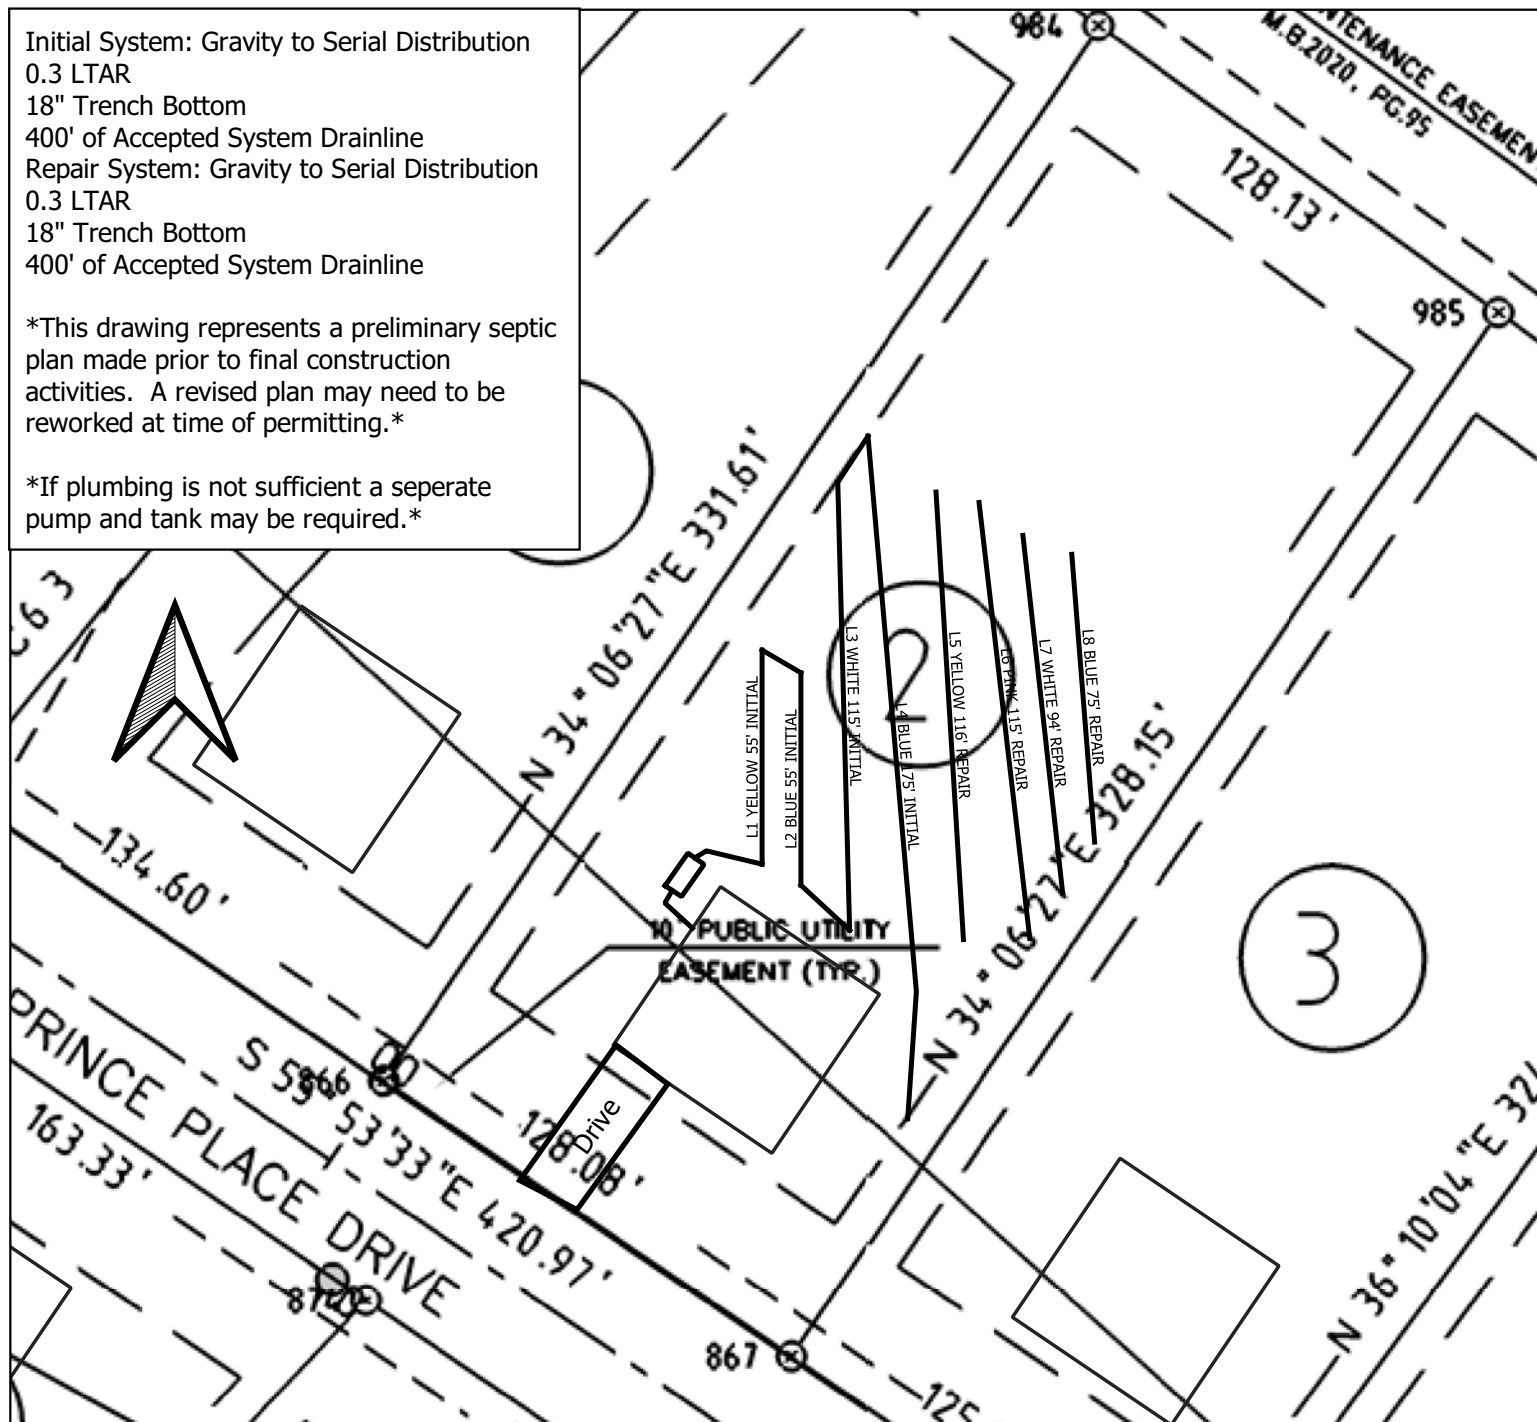 Initial System: Gravity to Serial Distribution
0.3 LTAR
18" Trench Bottom
400' of Accepted System Drainline
Repair System: Gravity to Serial Distribution
0.3 LTAR
18" Trench Bottom
400' of Accepted System Drainline
*This drawing represents a preliminary septic
plan made prior to final construction
activities.  A revised plan may need to be
reworked at time of permitting.*
*If plumbing is not sufficient a seperate
pump and tank may be required.*
984
M.B.2020, PG.95
128.13'
985
N 34° 06'27"E 331.61'
2
L1 YELLOW 55' INITIAL
L2 BLUE 55' INITIAL
L3 WHITE 115' INITIAL
L4 BLUE 175' INITIAL
L5 YELLOW 116' REPAIR
L6 PINK 115' REPAIR
L7 WHITE 94' REPAIR
L8 BLUE 75' REPAIR
N 34° 06'27"E 328.15'
134.60'
10' PUBLIC UTILITY
EASEMENT (TYP.)
3
866
S 59° 53'33"E 420.97'
128.08'
Drive
PRINCE PLACE DRIVE
163.33'
867
N 36° 10'04"E